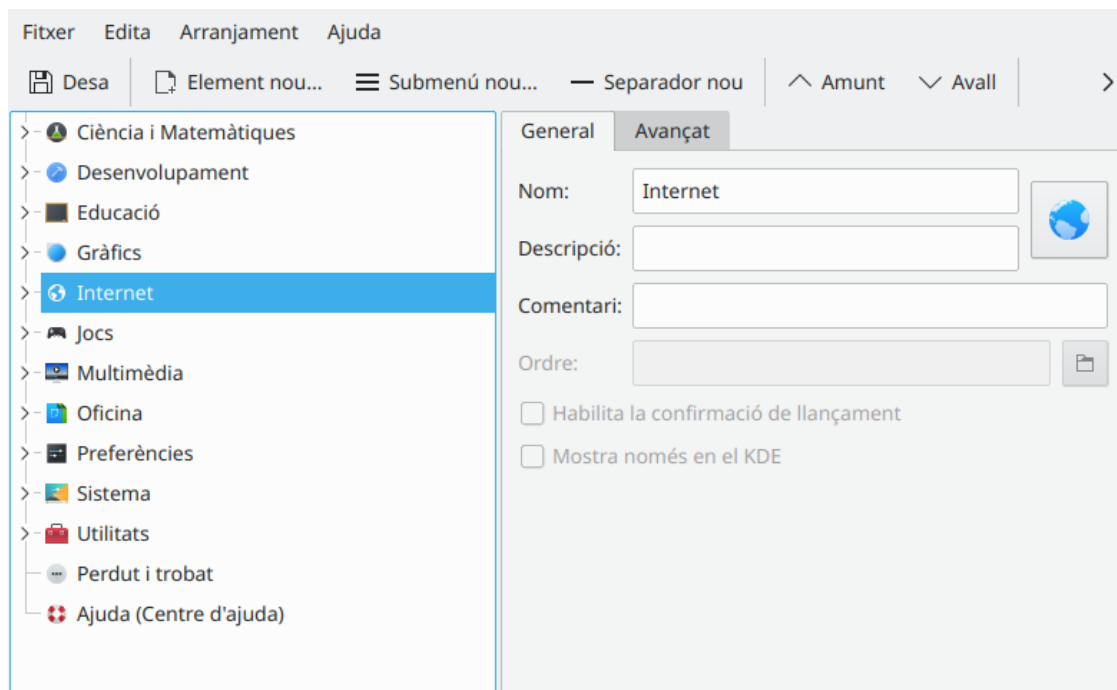 Fitxer Edita Arranjament Ajuda
Desa Element nou... Submenú nou... Separador nou Amunt Avall
Ciència i Matemàtiques
Desenvolupament
Educació
Gràfics
Internet
Jocs
Multimèdia
Oficina
Preferències
Sistema
Utilitats
Perdut i trobat
Ajuda (Centre d'ajuda)
General Avançat
Nom: Internet
Descripció:
Comentari:
Ordre:
Habilita la confirmació de llançament
Mostra només en el KDE